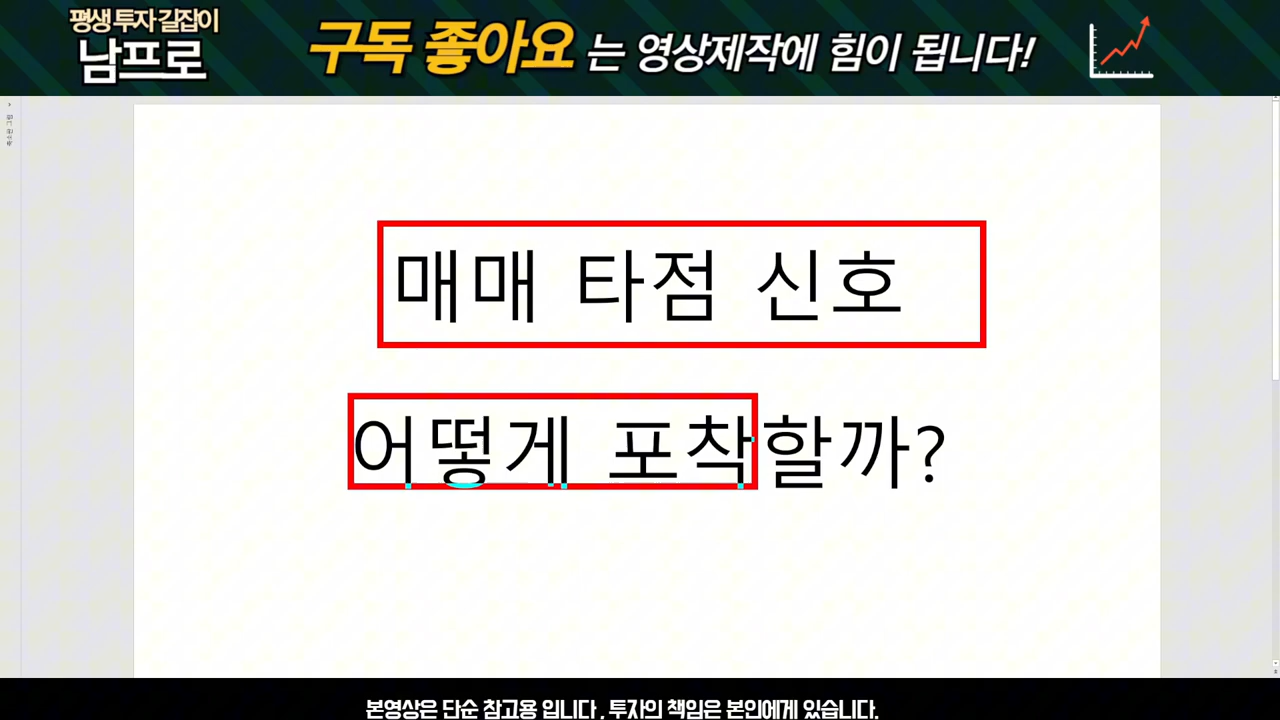 평생 투자 길잡이
남프로
구독 좋아요 는 영상제작에 힘이 됩니다!
매매 타점 신호
어떻게 포착할까?
본영상은 단순 참고용 입니다 , 투자의 책임은 본인에게 있습니다.